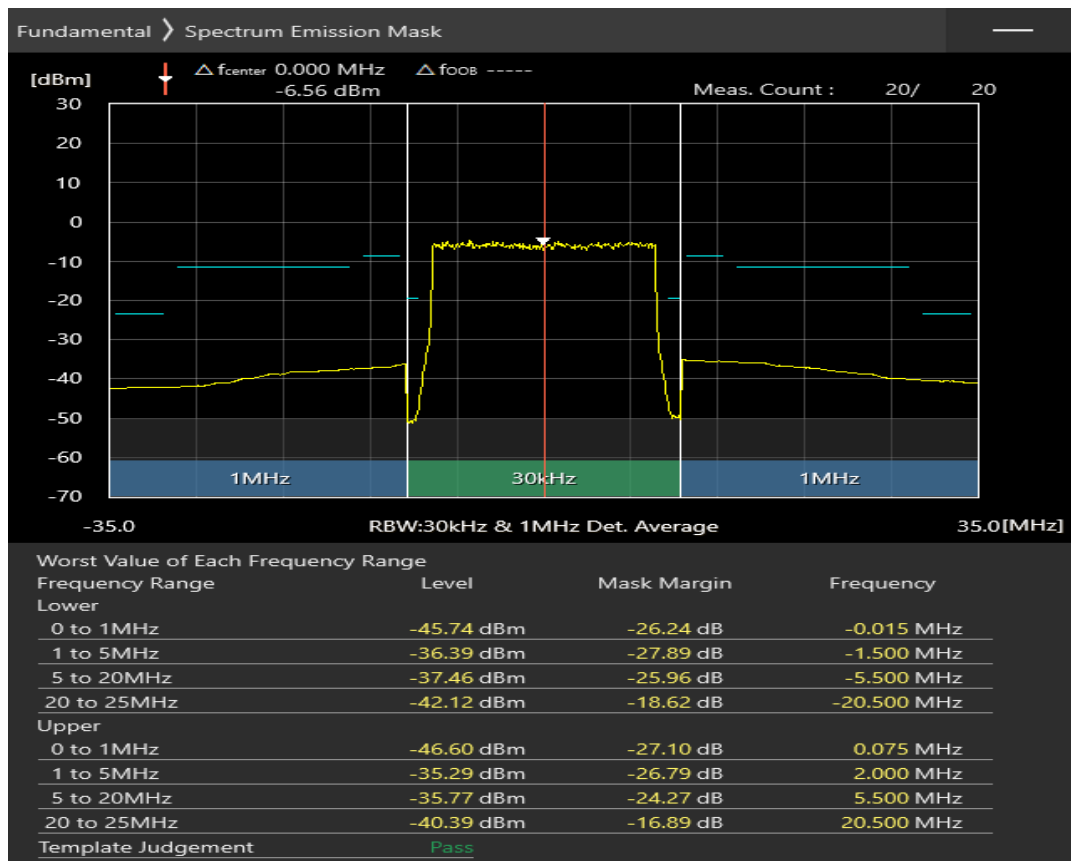 Fundamental ❯ Spectrum Emission Mask
[dBm] △ fcenter 0.000 MHz △ fOOB -----
-6.56 dBm Meas. Count : 20/ 20
30
20
10
0
-10
-20
-30
-40
-50
-60
-70
1MHz 30kHz 1MHz
-35.0 RBW:30kHz & 1MHz Det. Average 35.0[MHz]
Worst Value of Each Frequency Range
Frequency Range Level Mask Margin Frequency
Lower
0 to 1MHz -45.74 dBm -26.24 dB -0.015 MHz
1 to 5MHz -36.39 dBm -27.89 dB -1.500 MHz
5 to 20MHz -37.46 dBm -25.96 dB -5.500 MHz
20 to 25MHz -42.12 dBm -18.62 dB -20.500 MHz
Upper
0 to 1MHz -46.60 dBm -27.10 dB 0.075 MHz
1 to 5MHz -35.29 dBm -26.79 dB 2.000 MHz
5 to 20MHz -35.77 dBm -24.27 dB 5.500 MHz
20 to 25MHz -40.39 dBm -16.89 dB 20.500 MHz
Template Judgement Pass